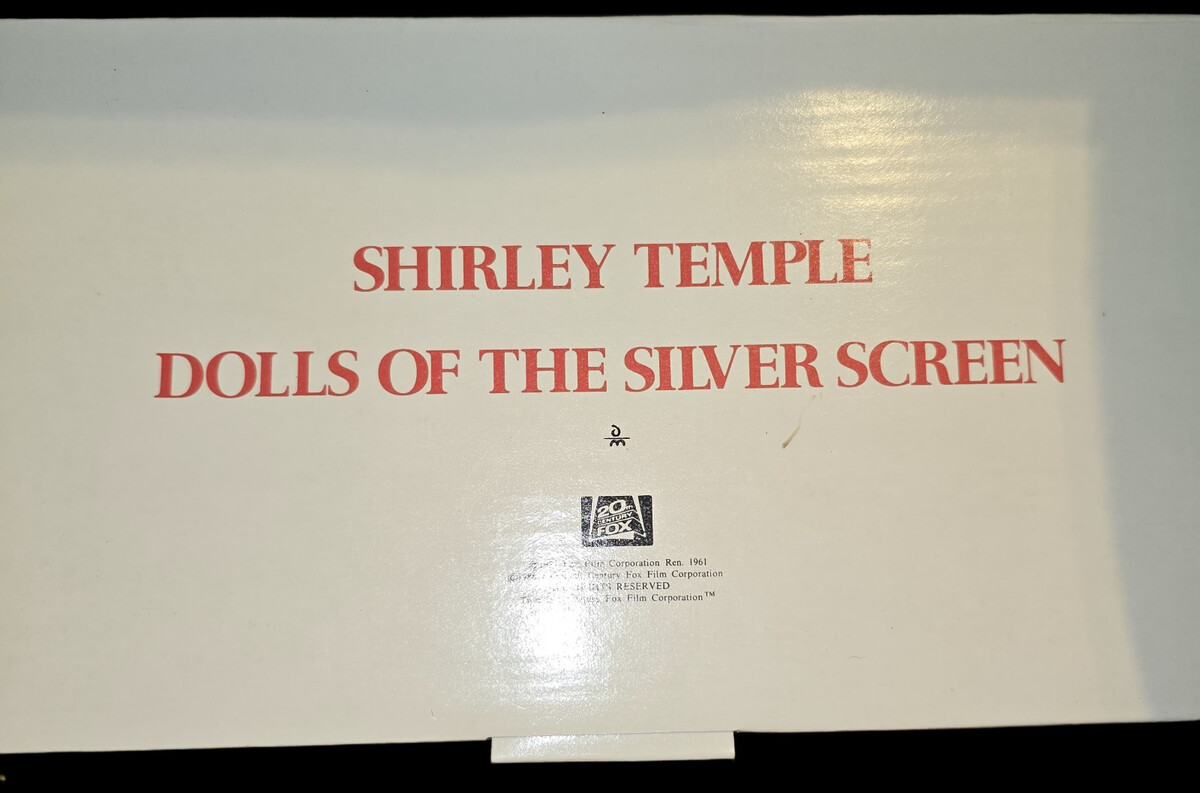 SHIRLEY TEMPLE
DOLLS OF THE SILVER SCREEN
20th
CENTURY
FOX
Film Corporation Ren. 1961
Century Fox Film Corporation
RESERVED
Fox Film Corporation™